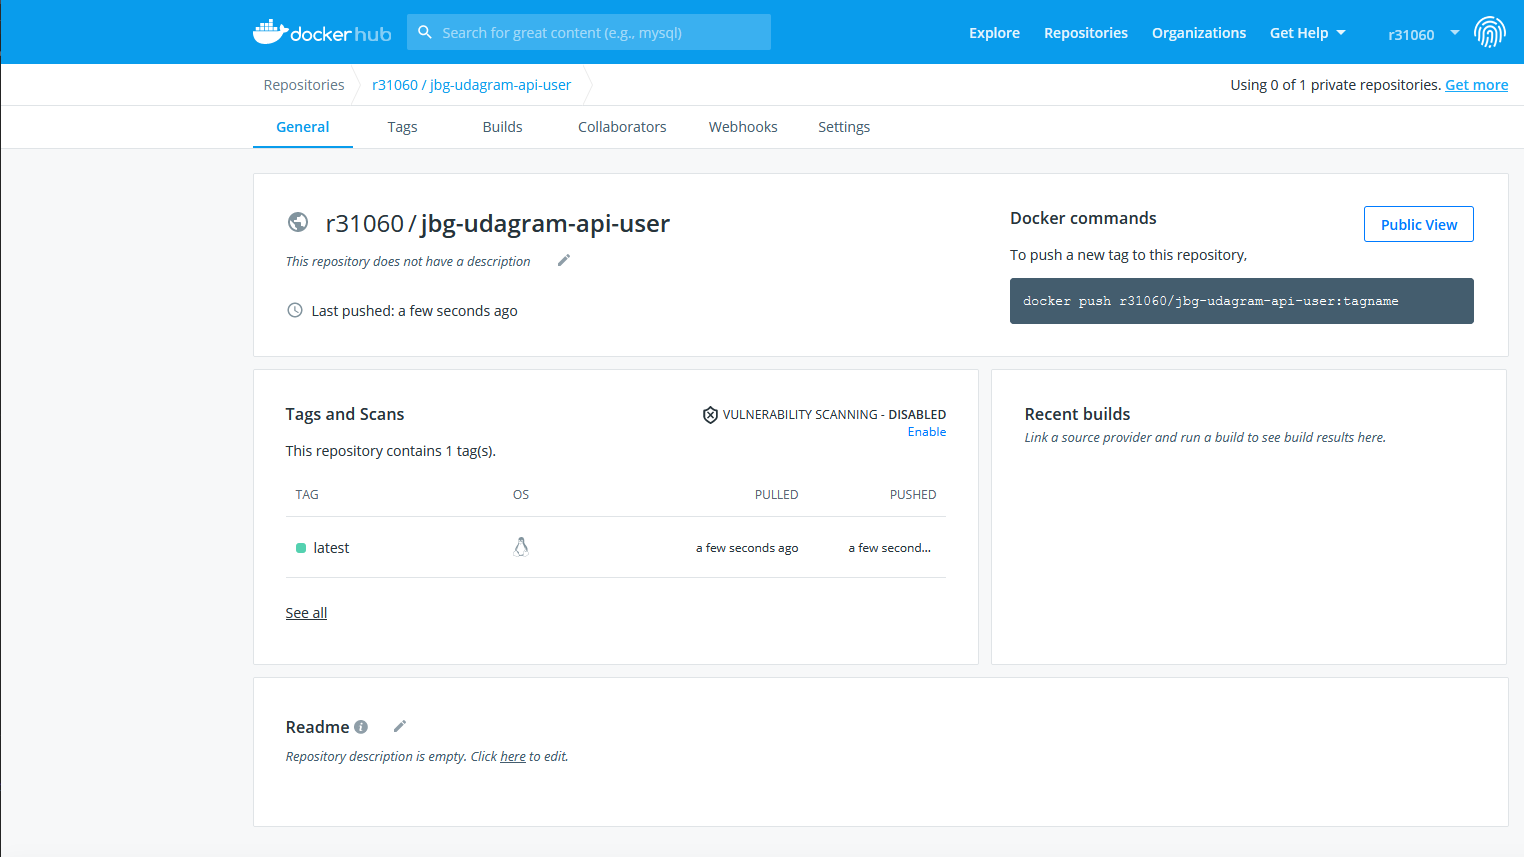 docker hub
Search for great content (e.g., mysql)
Explore
Repositories
Organizations
Get Help
r31060
Repositories
r31060 / jbg-udagram-api-user
Using 0 of 1 private repositories. Get more
General
Tags
Builds
Collaborators
Webhooks
Settings
r31060 / jbg-udagram-api-user
This repository does not have a description
Last pushed: a few seconds ago
Docker commands
Public View
To push a new tag to this repository,
docker push r31060/jbg-udagram-api-user:tagname
Tags and Scans
VULNERABILITY SCANNING - DISABLED
Enable
This repository contains 1 tag(s).
TAG
OS
PULLED
PUSHED
latest
a few seconds ago
a few second...
See all
Recent builds
Link a source provider and run a build to see build results here.
Readme
Repository description is empty. Click here to edit.